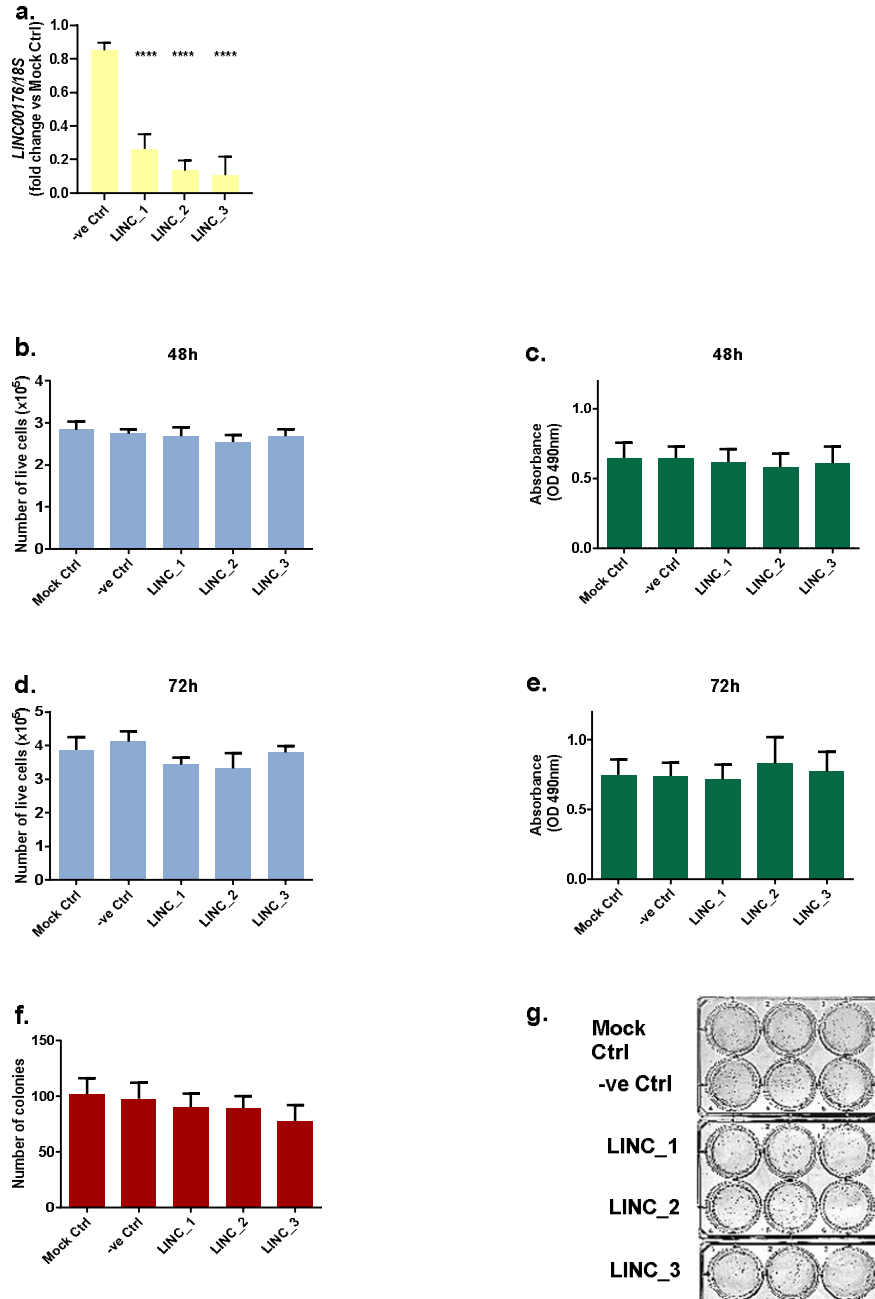 a.
LINC00176/18S
(fold change vs Mock Ctrl)
1.0
0.8
0.6
0.4
0.2
0.0
**** **** ****
-ve Ctrl
LINC_1
LINC_2
LINC_3
b.
48h
Number of live cells (x10⁵)
4
3
2
1
0
Mock Ctrl
-ve Ctrl
LINC_1
LINC_2
LINC_3
c.
48h
Absorbance
(OD 490nm)
1.0
0.5
0.0
Mock Ctrl
-ve Ctrl
LINC_1
LINC_2
LINC_3
d.
72h
Number of live cells (x10⁵)
5
4
3
2
1
0
Mock Ctrl
-ve Ctrl
LINC_1
LINC_2
LINC_3
e.
72h
Absorbance
(OD 490nm)
1.0
0.5
0.0
Mock Ctrl
-ve Ctrl
LINC_1
LINC_2
LINC_3
f.
Number of colonies
150
100
50
0
Mock Ctrl
-ve Ctrl
LINC_1
LINC_2
LINC_3
g.
Mock
Ctrl
-ve Ctrl
LINC_1
LINC_2
LINC_3